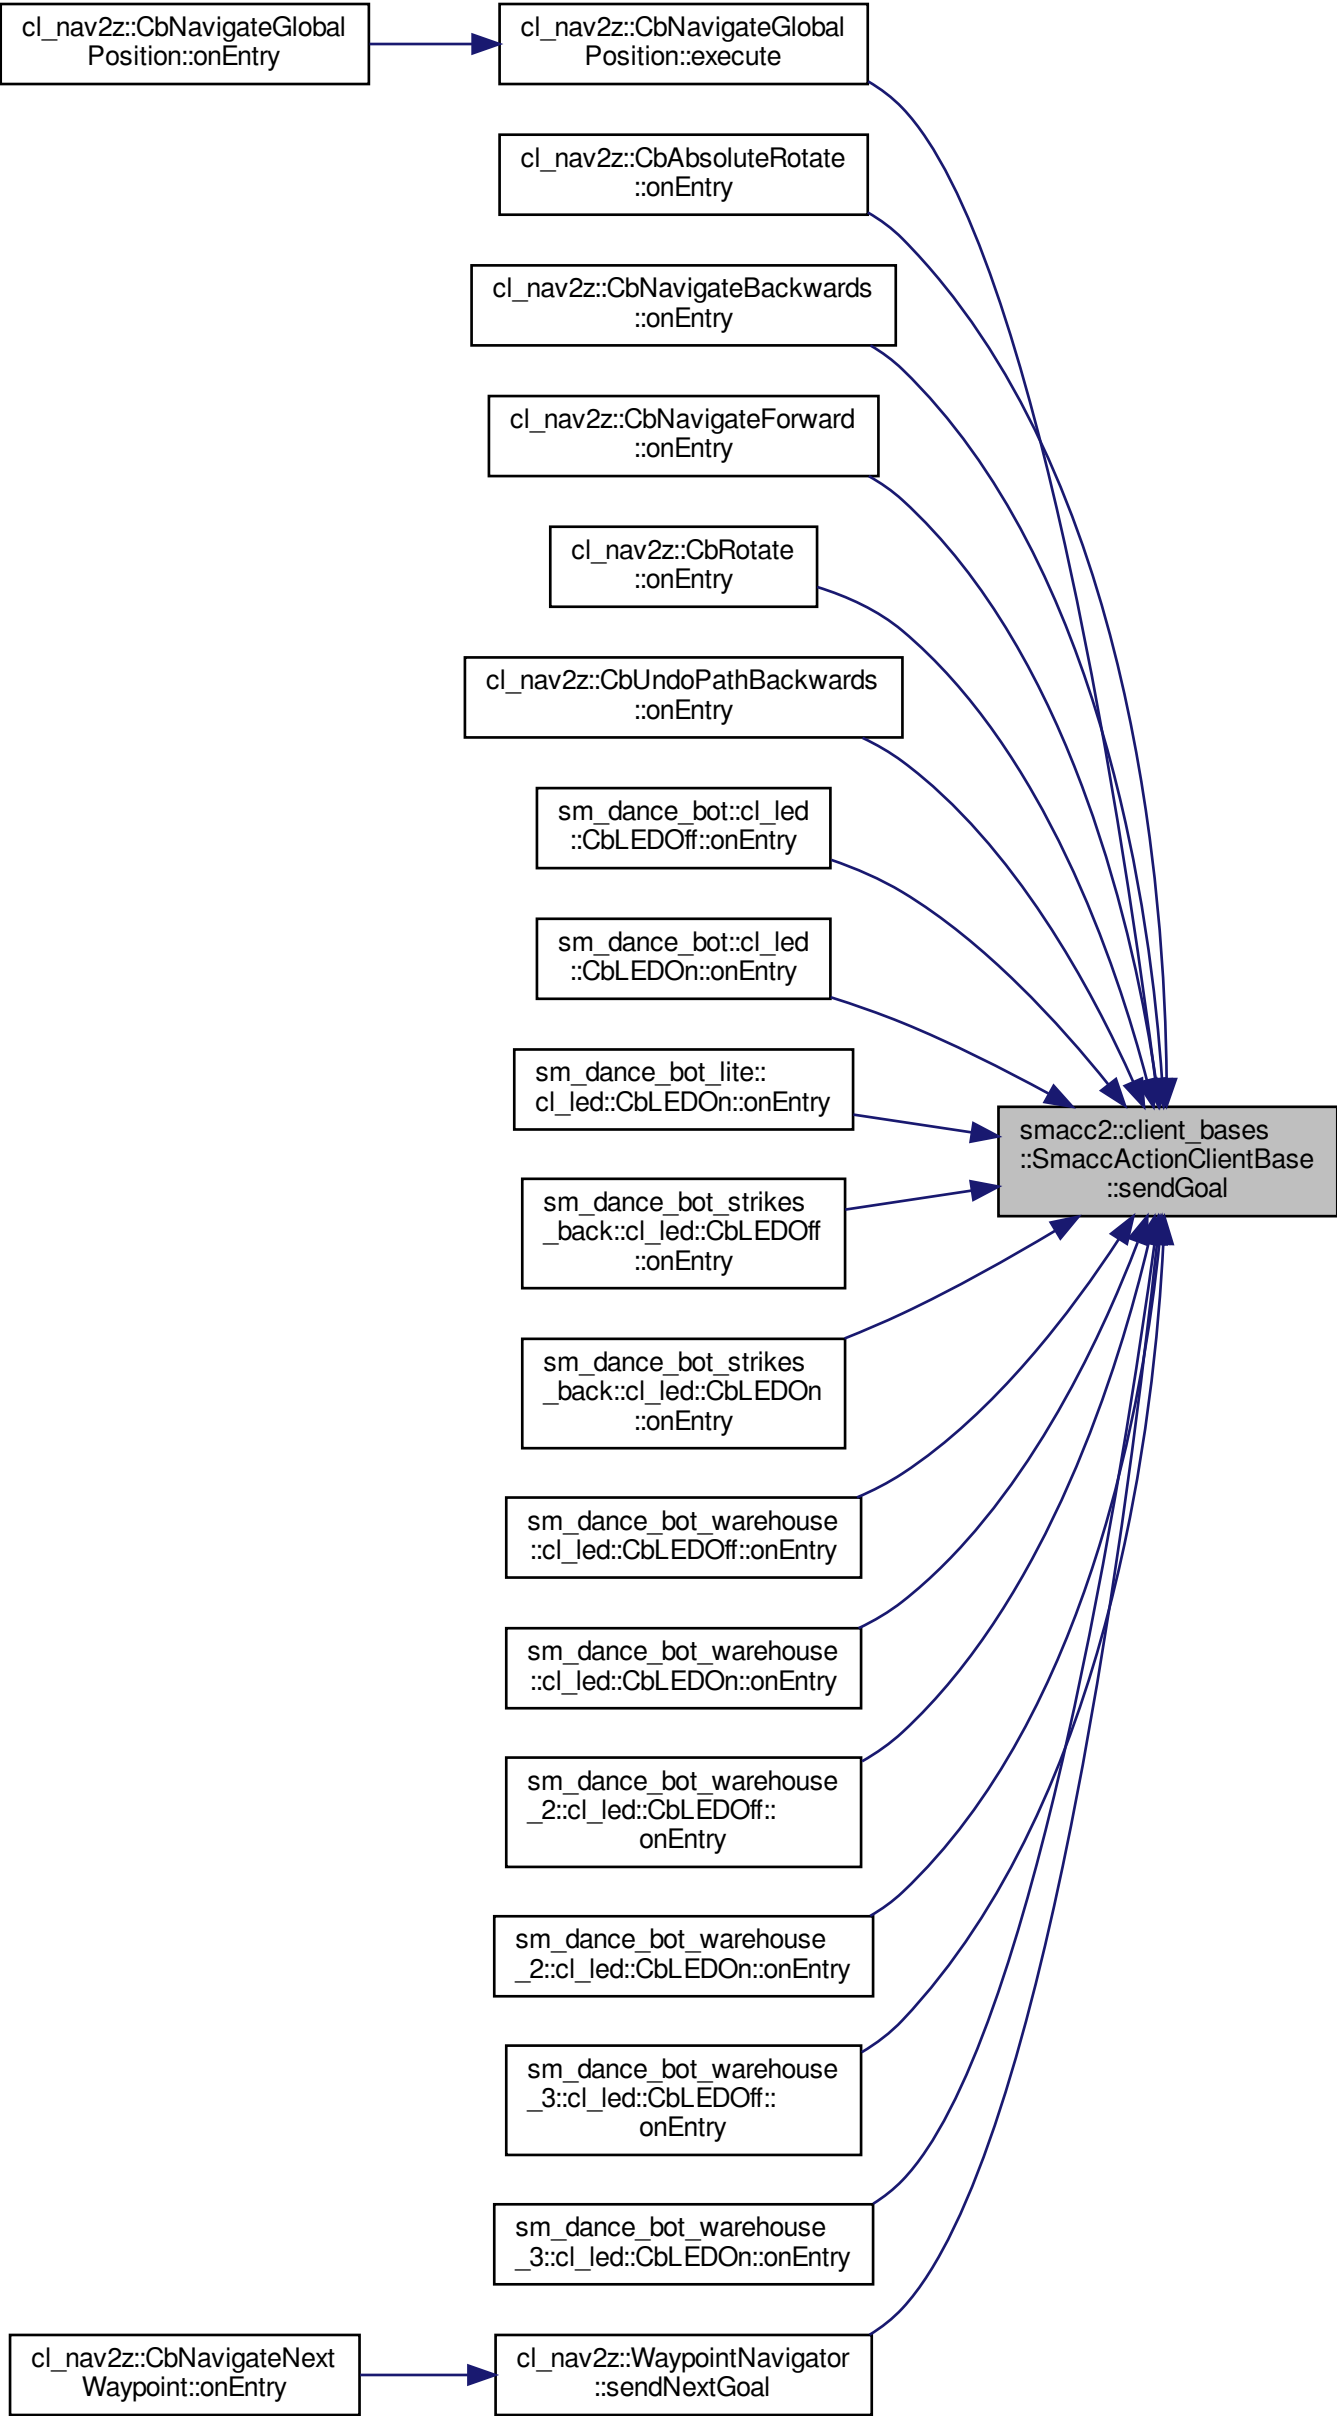 cl_nav2z::CbNavigateGlobal
Position::onEntry
cl_nav2z::CbNavigateGlobal
Position::execute
cl_nav2z::CbAbsoluteRotate
::onEntry
cl_nav2z::CbNavigateBackwards
::onEntry
cl_nav2z::CbNavigateForward
::onEntry
cl_nav2z::CbRotate
::onEntry
cl_nav2z::CbUndoPathBackwards
::onEntry
sm_dance_bot::cl_led
::CbLEDOff::onEntry
sm_dance_bot::cl_led
::CbLEDOn::onEntry
sm_dance_bot_lite::
cl_led::CbLEDOn::onEntry
smacc2::client_bases
::SmaccActionClientBase
::sendGoal
sm_dance_bot_strikes
_back::cl_led::CbLEDOff
::onEntry
sm_dance_bot_strikes
_back::cl_led::CbLEDOn
::onEntry
sm_dance_bot_warehouse
::cl_led::CbLEDOff::onEntry
sm_dance_bot_warehouse
::cl_led::CbLEDOn::onEntry
sm_dance_bot_warehouse
_2::cl_led::CbLEDOff::
onEntry
sm_dance_bot_warehouse
_2::cl_led::CbLEDOn::onEntry
sm_dance_bot_warehouse
_3::cl_led::CbLEDOff::
onEntry
sm_dance_bot_warehouse
_3::cl_led::CbLEDOn::onEntry
cl_nav2z::CbNavigateNext
Waypoint::onEntry
cl_nav2z::WaypointNavigator
::sendNextGoal